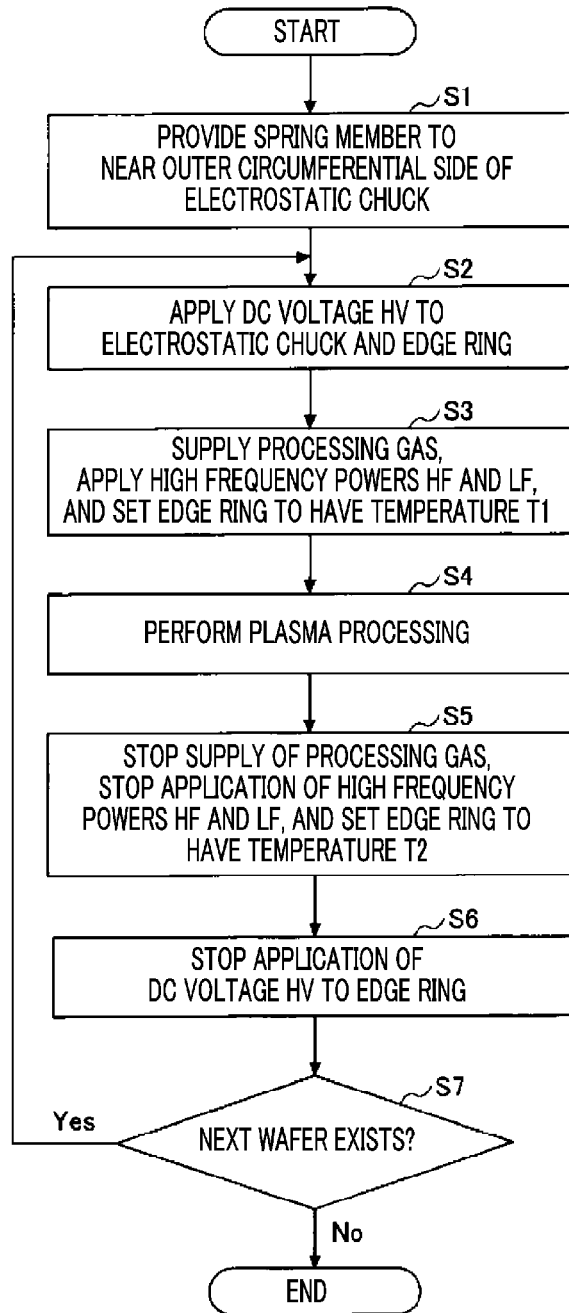 START
S1
PROVIDE SPRING MEMBER TO
NEAR OUTER CIRCUMFERENTIAL SIDE OF
ELECTROSTATIC CHUCK
S2
APPLY DC VOLTAGE HV TO
ELECTROSTATIC CHUCK AND EDGE RING
S3
SUPPLY PROCESSING GAS,
APPLY HIGH FREQUENCY POWERS HF AND LF,
AND SET EDGE RING TO HAVE TEMPERATURE T1
S4
PERFORM PLASMA PROCESSING
S5
STOP SUPPLY OF PROCESSING GAS,
STOP APPLICATION OF HIGH FREQUENCY
POWERS HF AND LF, AND SET EDGE RING TO
HAVE TEMPERATURE T2
S6
STOP APPLICATION OF
DC VOLTAGE HV TO EDGE RING
S7
Yes
NEXT WAFER EXISTS?
No
END